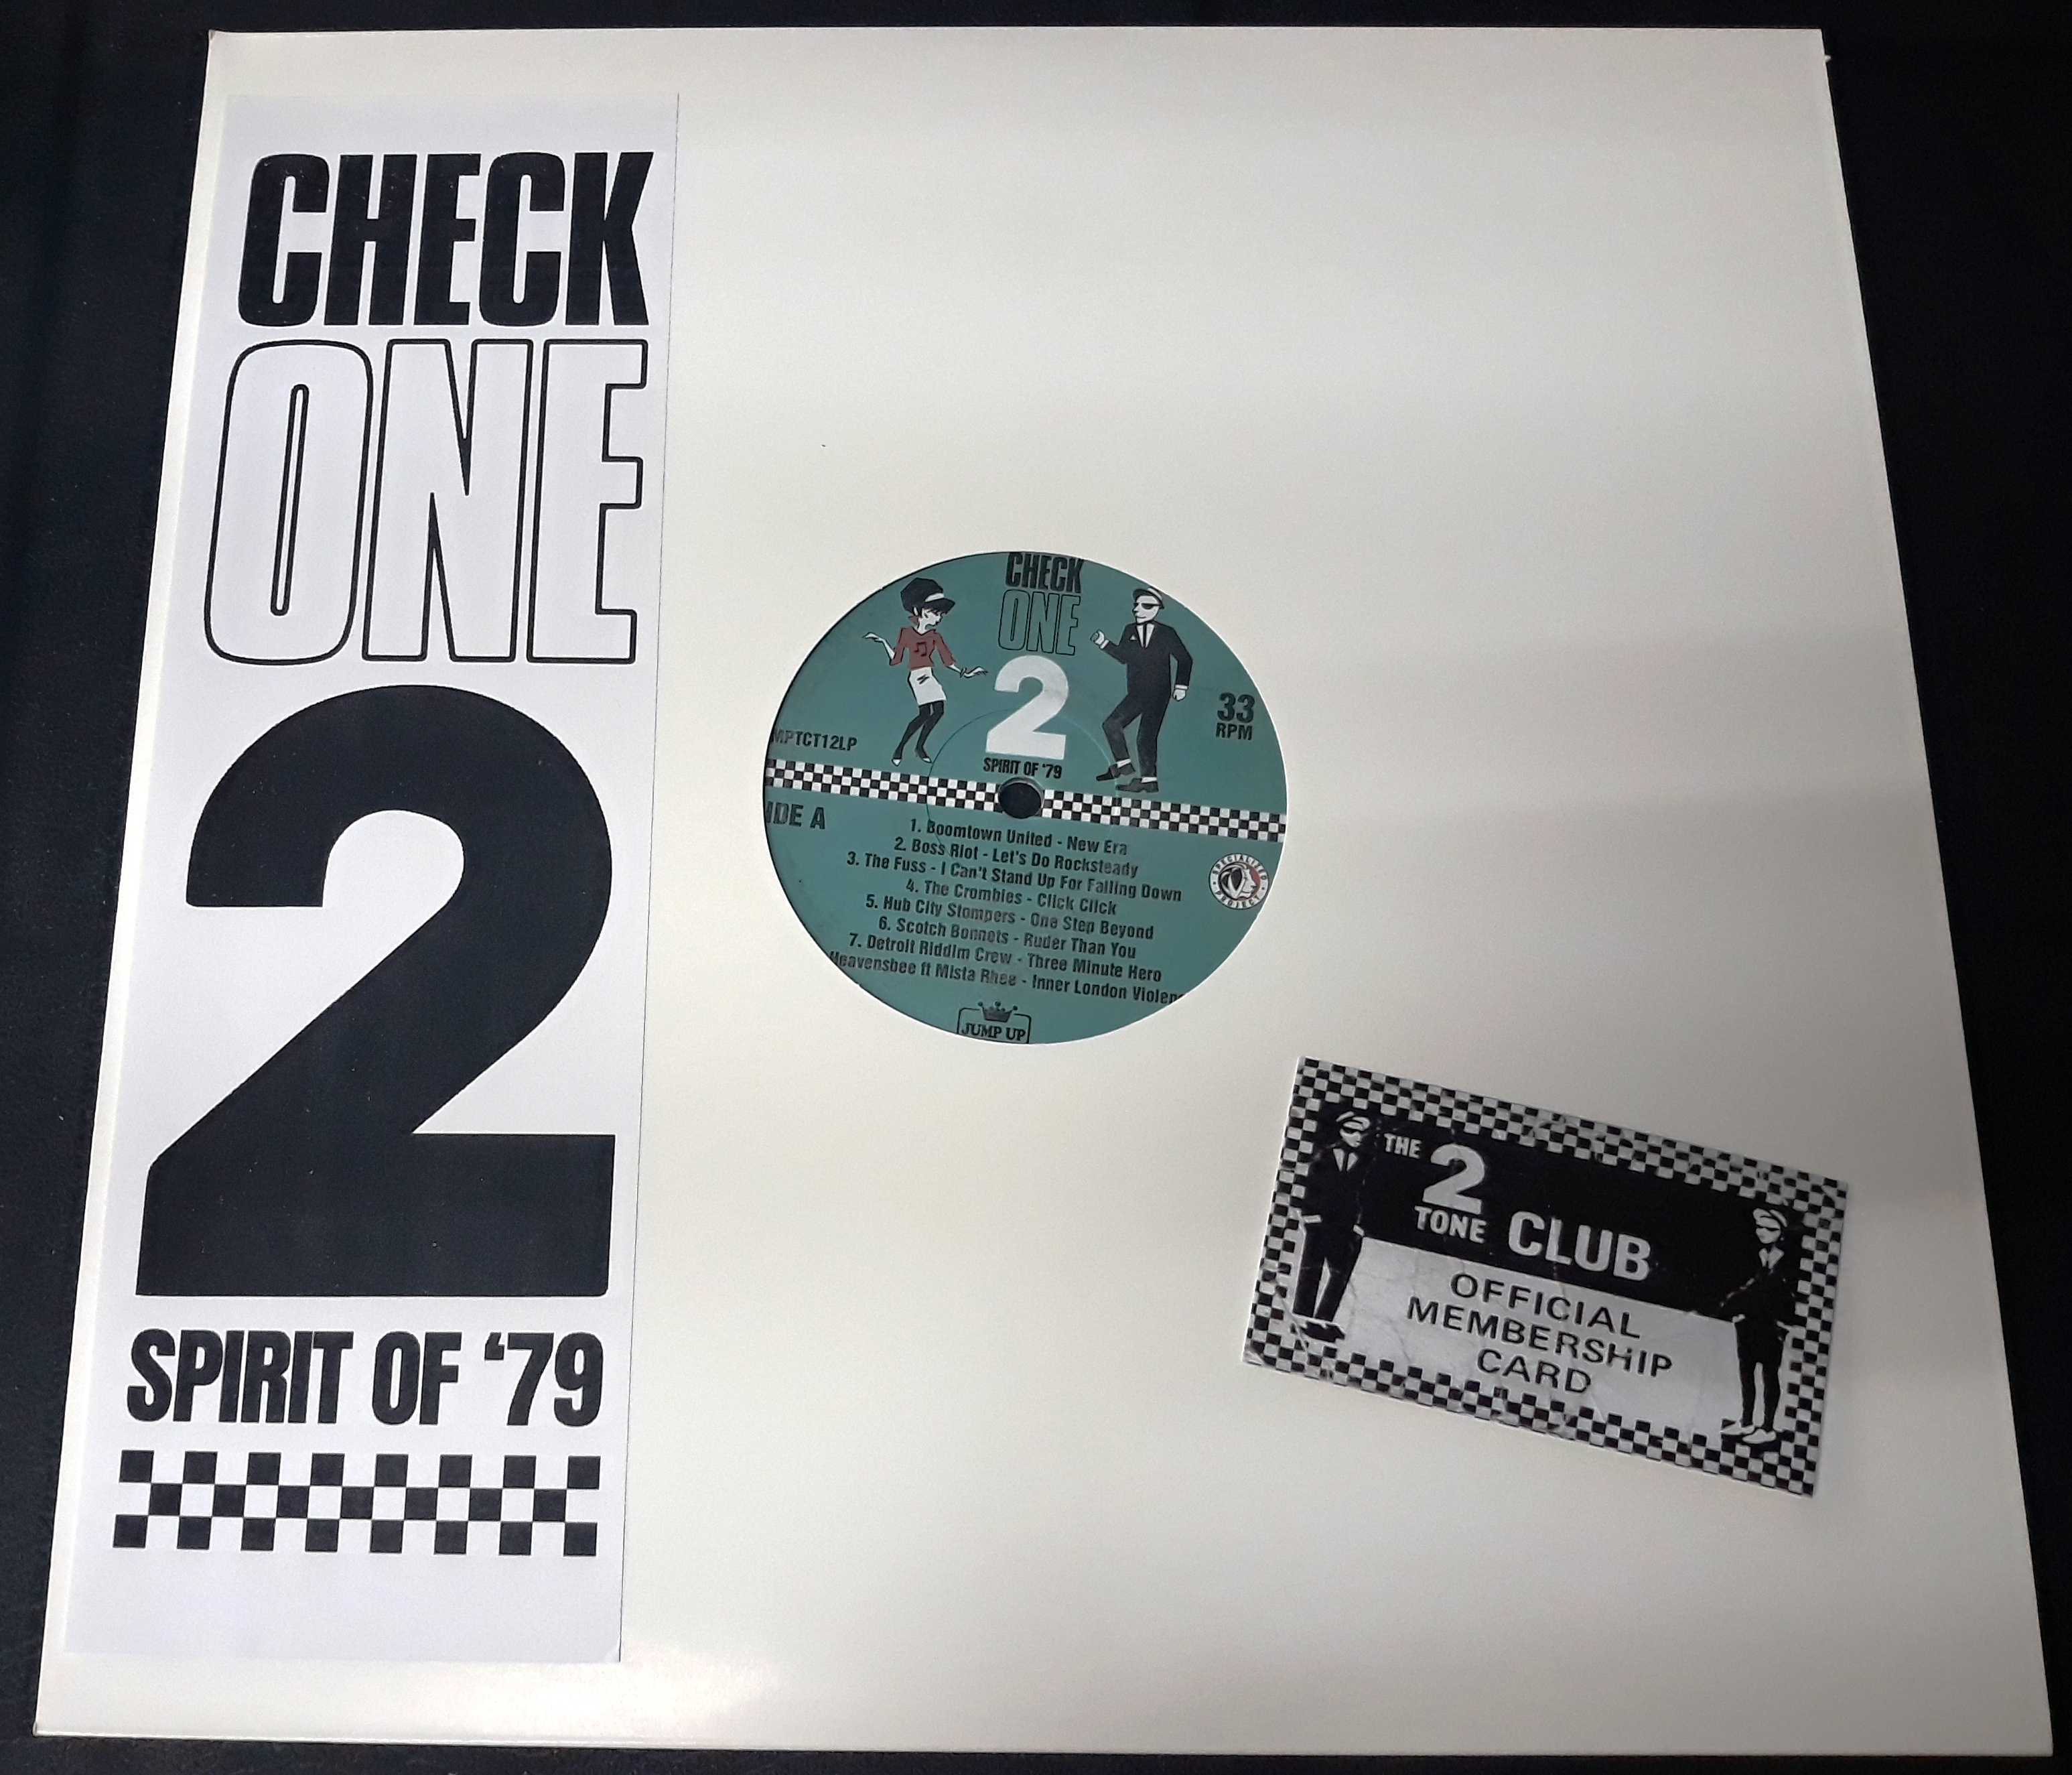 CHECK
ONE
2
SPIRIT OF ‘79
CHECK
ONE
2
SPIRIT OF '79
33
RPM
MPTCT12LP
IDE A
1. Boomtown United - New Era
2. Boss Riot - Let's Do Rocksteady
3. The Fuss - I Can't Stand Up For Falling Down
4. The Crombies - Click Click
5. Hub City Stompers - One Step Beyond
6. Scotch Bonnets - Ruder Than You
7. Detroit Riddim Crew - Three Minute Hero
Heavensbee ft Mista Rhee - Inner London Violen
SPECIALIZED
PROJECT
JUMP UP
THE 2 TONE CLUB
OFFICIAL
MEMBERSHIP
CARD